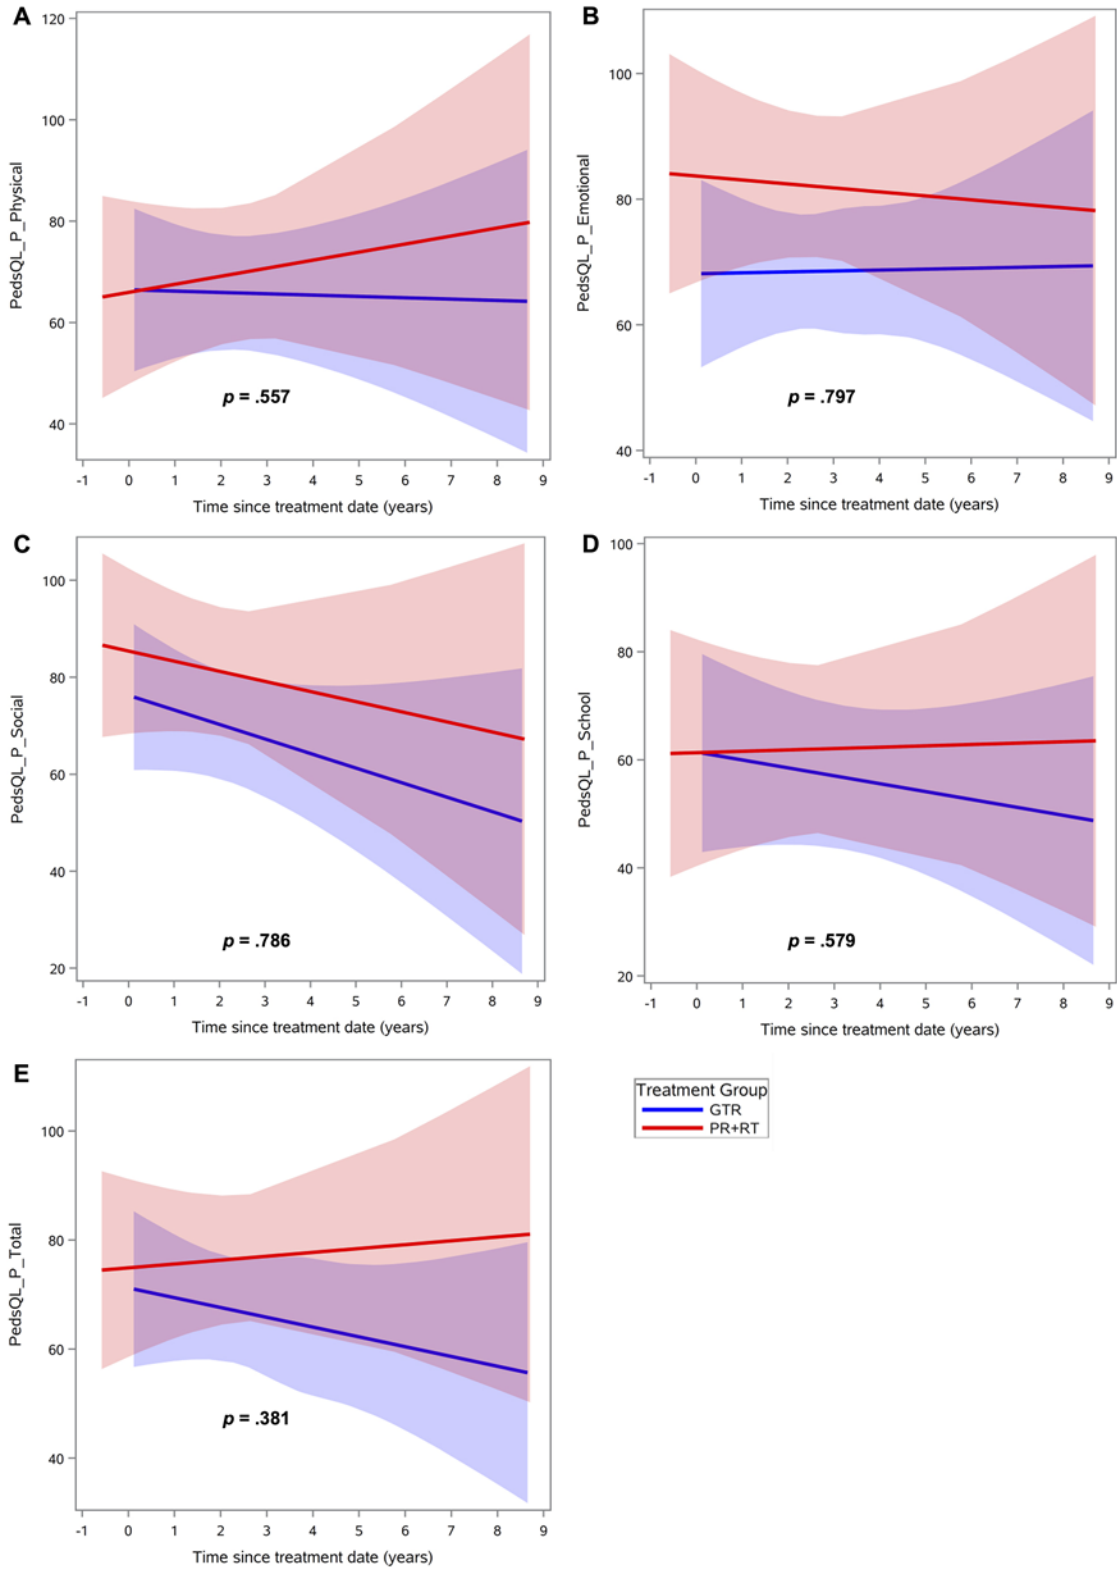 A
PedsQL_P_Physical
120
100
80
60
40
p = .557
-1 0 1 2 3 4 5 6 7 8 9
Time since treatment date (years)
B
PedsQL_P_Emotional
100
80
60
40
p = .797
-1 0 1 2 3 4 5 6 7 8 9
Time since treatment date (years)
C
PedsQL_P_Social
100
80
60
40
20
p = .786
-1 0 1 2 3 4 5 6 7 8 9
Time since treatment date (years)
D
PedsQL_P_School
100
80
60
40
20
p = .579
-1 0 1 2 3 4 5 6 7 8 9
Time since treatment date (years)
E
PedsQL_P_Total
100
80
60
40
p = .381
-1 0 1 2 3 4 5 6 7 8 9
Time since treatment date (years)
Treatment Group
GTR
PR+RT